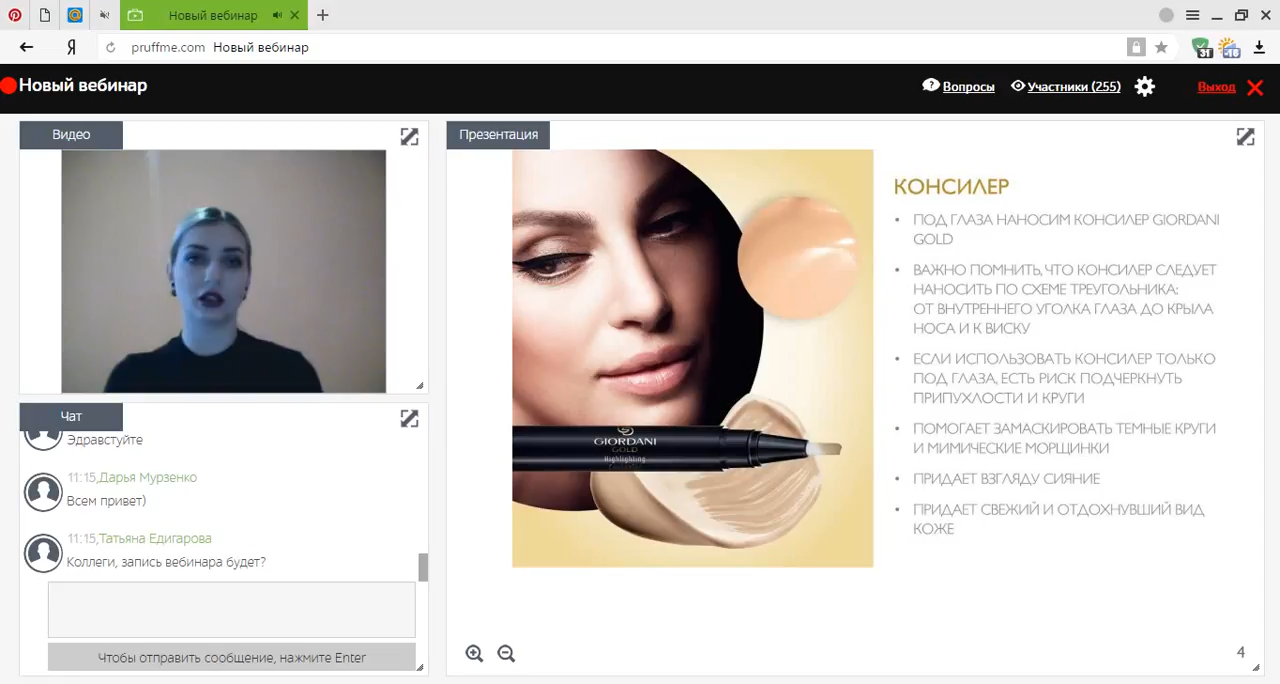 Новый вебинар
pruffme.com Новый вебинар
31
+16
Новый вебинар
Вопросы
Участники (255)
Выход
Видео
Чат
Здравстуйте
11:15,Дарья Мурзенко
Всем привет)
11:15,Татьяна Едигарова
Коллеги, запись вебинара будет?
Чтобы отправить сообщение, нажмите Enter
Презентация
GIORDANI
GOLD
Highlighting
КОНСИЛЕР
• ПОД ГЛАЗА НАНОСИМ КОНСИЛЕР GIORDANI
GOLD
• ВАЖНО ПОМНИТЬ, ЧТО КОНСИЛЕР СЛЕДУЕТ
НАНОСИТЬ ПО СХЕМЕ ТРЕУГОЛЬНИКА:
ОТ ВНУТРЕННЕГО УГОЛКА ГЛАЗА ДО КРЫЛА
НОСА И К ВИСКУ
• ЕСЛИ ИСПОЛЬЗОВАТЬ КОНСИЛЕР ТОЛЬКО
ПОД ГЛАЗА, ЕСТЬ РИСК ПОДЧЕРКНУТЬ
ПРИПУХЛОСТИ И КРУГИ
• ПОМОГАЕТ ЗАМАСКИРОВАТЬ ТЕМНЫЕ КРУГИ
И МИМИЧЕСКИЕ МОРЩИНКИ
• ПРИДАЕТ ВЗГЛЯДУ СИЯНИЕ
• ПРИДАЕТ СВЕЖИЙ И ОТДОХНУВШИЙ ВИД
КОЖЕ
4